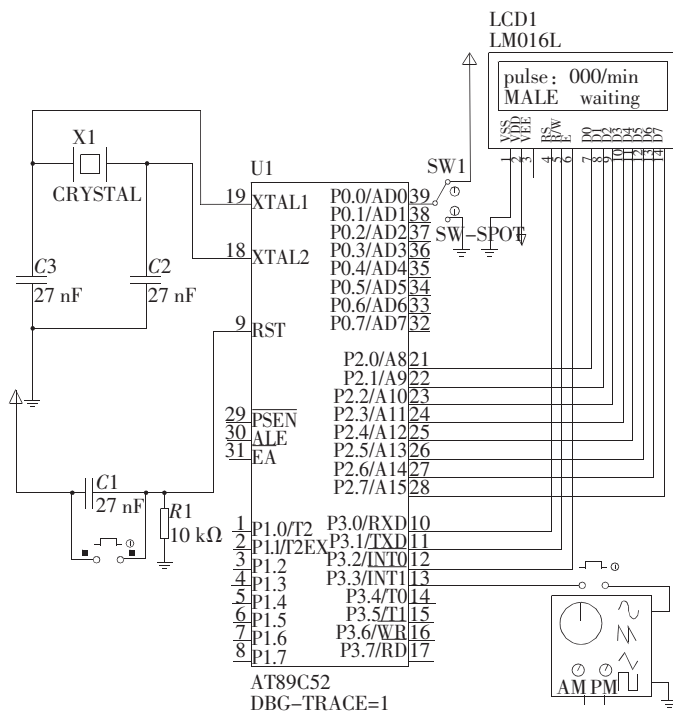 LCD1
LM016L
pulse: 000/min
MALE waiting
VSS
VDD
VEE
RS
R/W
E
D0
D1
D2
D3
D4
D5
D6
D7
1
2
3
4
5
6
7
8
9
10
11
12
13
14
X1
CRYSTAL
C3
27 nF
C2
27 nF
SW1
SW-SPOT
U1
19 XTAL1
18 XTAL2
9 RST
29 PSEN
30 ALE
31 EA
1 P1.0/T2
2 P1.1/T2EX
3 P1.2
4 P1.3
5 P1.4
6 P1.5
7 P1.6
8 P1.7
P0.0/AD0 39
P0.1/AD1 38
P0.2/AD2 37
P0.3/AD3 36
P0.4/AD4 35
P0.5/AD5 34
P0.6/AD6 33
P0.7/AD7 32
P2.0/A8 21
P2.1/A9 22
P2.2/A10 23
P2.3/A11 24
P2.4/A12 25
P2.5/A13 26
P2.6/A14 27
P2.7/A15 28
P3.0/RXD 10
P3.1/TXD 11
P3.2/INT0 12
P3.3/INT1 13
P3.4/T0 14
P3.5/T1 15
P3.6/WR 16
P3.7/RD 17
C1
27 nF
R1
10 kΩ
AM PM
AT89C52
DBG-TRACE=1